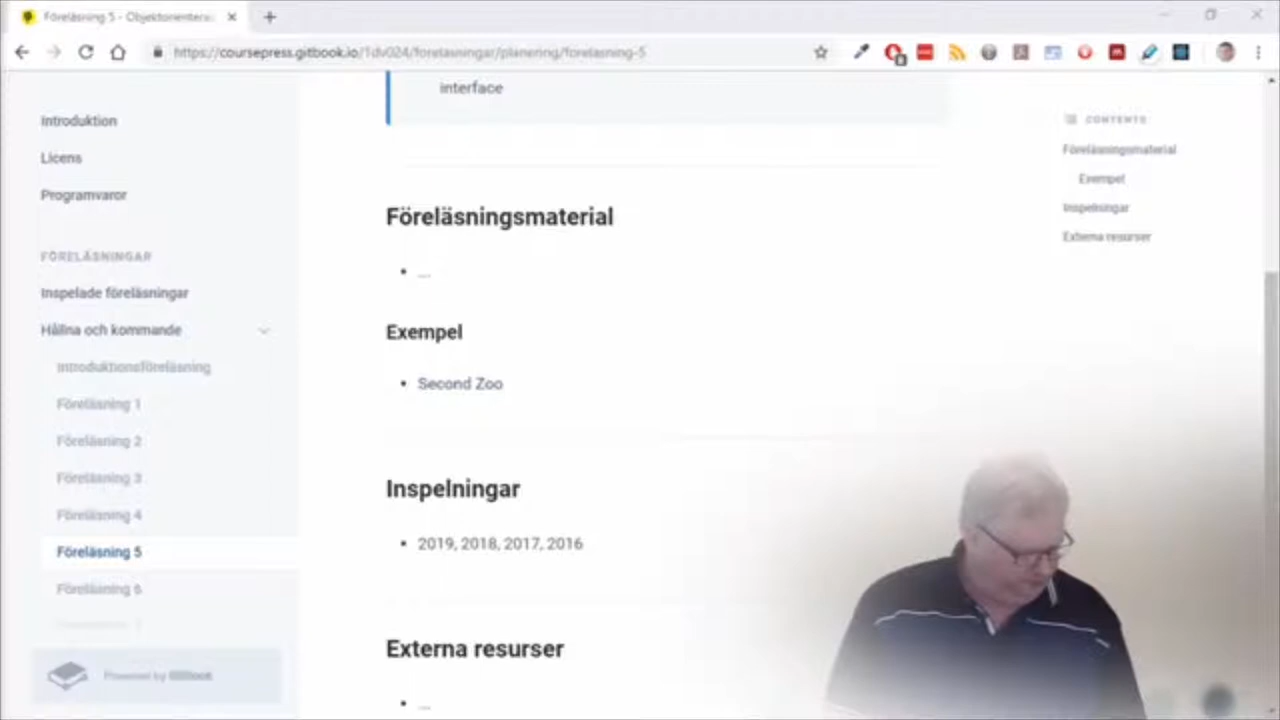 Föreläsning 5 - Objektorientera
https://coursepress.gitbook.io/1dv024/forelasningar/planering/forelasning-5
interface
Introduktion
Licens
Programvaror
FÖRELÄSNINGAR
Inspelade föreläsningar
Hållna och kommande
Introduktionsföreläsning
Föreläsning 1
Föreläsning 2
Föreläsning 3
Föreläsning 4
Föreläsning 5
Föreläsning 6
Powered by GitBook
Föreläsningsmaterial
...
Exempel
Second Zoo
Inspelningar
2019, 2018, 2017, 2016
Externa resurser
...
CONTENTS
Föreläsningsmaterial
Exempel
Inspelningar
Externa resurser